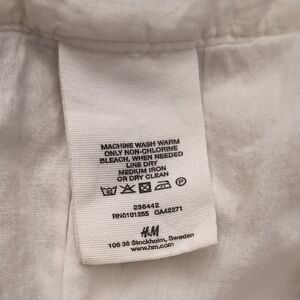 MACHINE WASH WARM
ONLY NON-CHLORINE
BLEACH, WHEN NEEDED
LINE DRY
MEDIUM IRON
OR DRY CLEAN
P
236442
RN0101255 CA42271
H&M
106 38 Stockholm, Sweden
www.hm.com